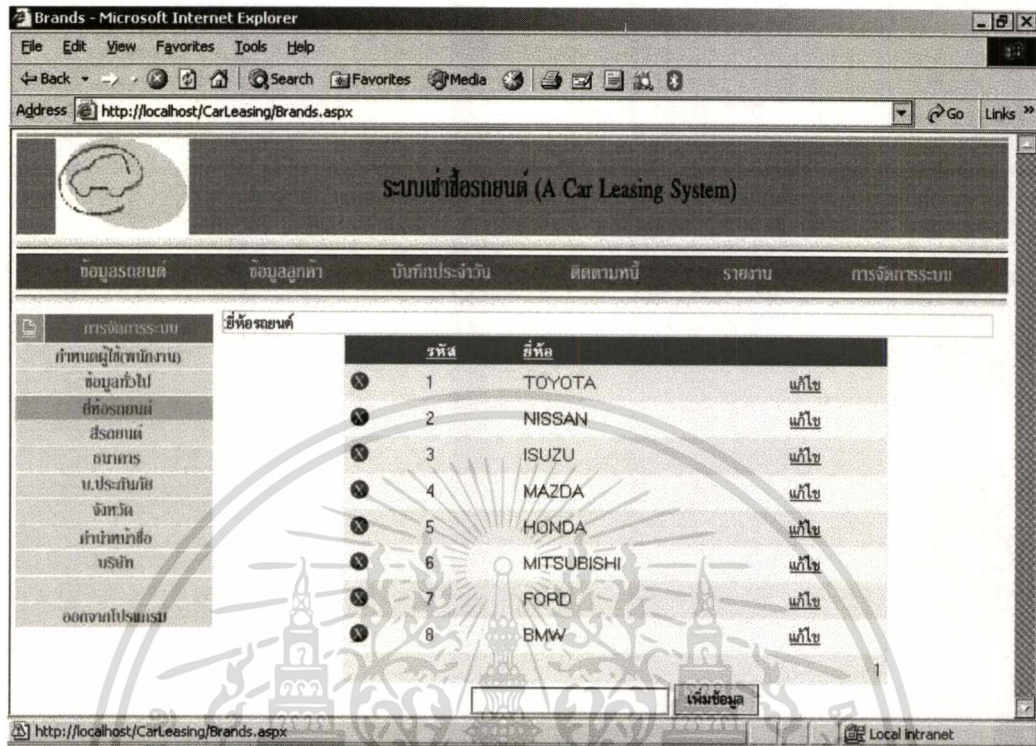 Brands - Microsoft Internet Explorer
File Edit View Favorites Tools Help
Back Search Favorites Media
Address http://localhost/CarLeasing/Brands.aspx Go Links »
ระบบเช่าซื้อรถยนต์ (A Car Leasing System)
ข้อมูลรถยนต์ ข้อมูลลูกค้า บันทึกประจำวัน ติดตามหนี้ รายงาน การจัดการระบบ
การจัดการระบบ
กำหนดผู้ใช้(พนักงาน)
ข้อมูลทั่วไป
ยี่ห้อรถยนต์
สีรถยนต์
ธนาคาร
บ.ประกันภัย
จังหวัด
คำนำหน้าชื่อ
บริษัท
ออกจากโปรแกรม
:ยี่ห้อรถยนต์
รหัส ยี่ห้อ
1 TOYOTA แก้ไข
2 NISSAN แก้ไข
3 ISUZU แก้ไข
4 MAZDA แก้ไข
5 HONDA แก้ไข
6 MITSUBISHI แก้ไข
7 FORD แก้ไข
8 BMW แก้ไข
1
เพิ่มข้อมูล
http://localhost/CarLeasing/Brands.aspx Local intranet